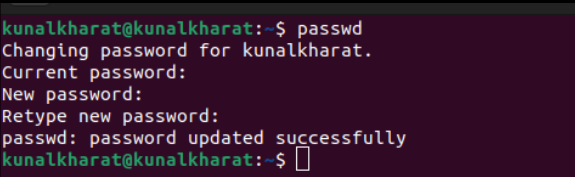 kunalkharat@kunalkharat:~$ passwd
Changing password for kunalkharat.
Current password:
New password:
Retype new password:
passwd: password updated successfully
kunalkharat@kunalkharat:~$